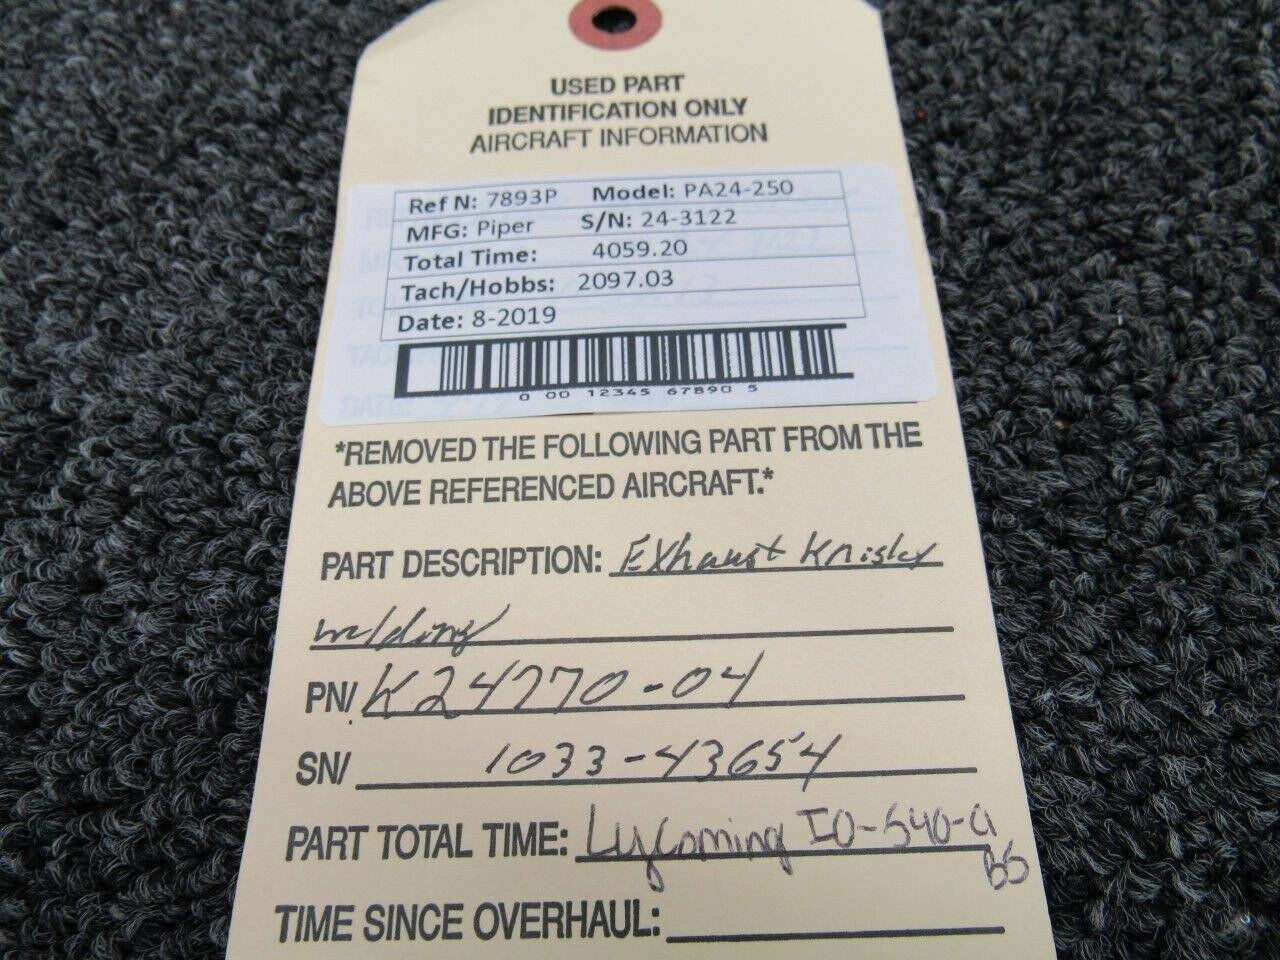 USED PART
IDENTIFICATION ONLY
AIRCRAFT INFORMATION
Ref N: 7893P Model: PA24-250
MFG: Piper S/N: 24-3122
Total Time: 4059.20
Tach/Hobbs: 2097.03
Date: 8-2019
0 00 12345 67890 5
*REMOVED THE FOLLOWING PART FROM THE
ABOVE REFERENCED AIRCRAFT.*
PART DESCRIPTION: Exhaust Knisley
welding
PN/ K24770-04
SN/ 1033-43654
PART TOTAL TIME: Lycoming IO-540-
TIME SINCE OVERHAUL: